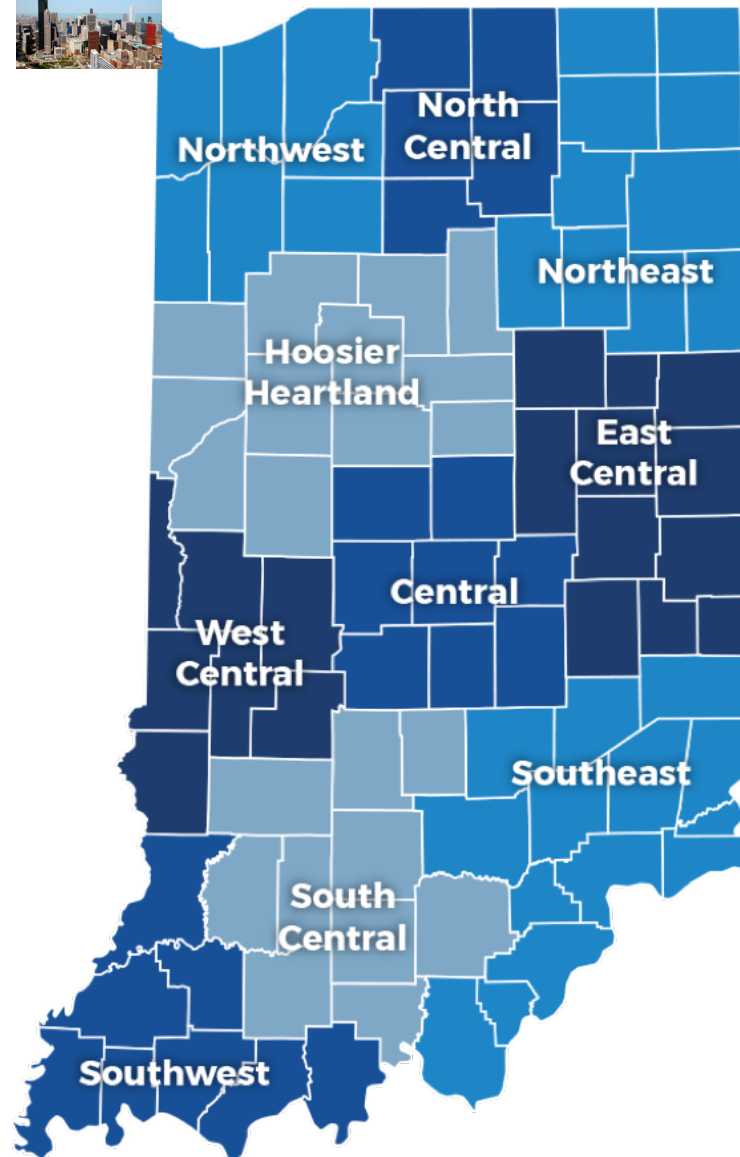 North
Central
Northwest
Northeast
Hoosier
Heartland
East
Central
Central
West
Central
Southeast
South
Central
Southwest